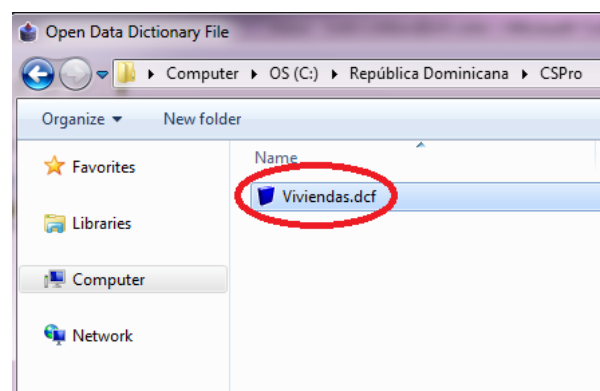 Open Data Dictionary File
Computer OS (C:) República Dominicana CSPro
Organize New folder
Name
Favorites
Viviendas.dcf
Libraries
Computer
Network